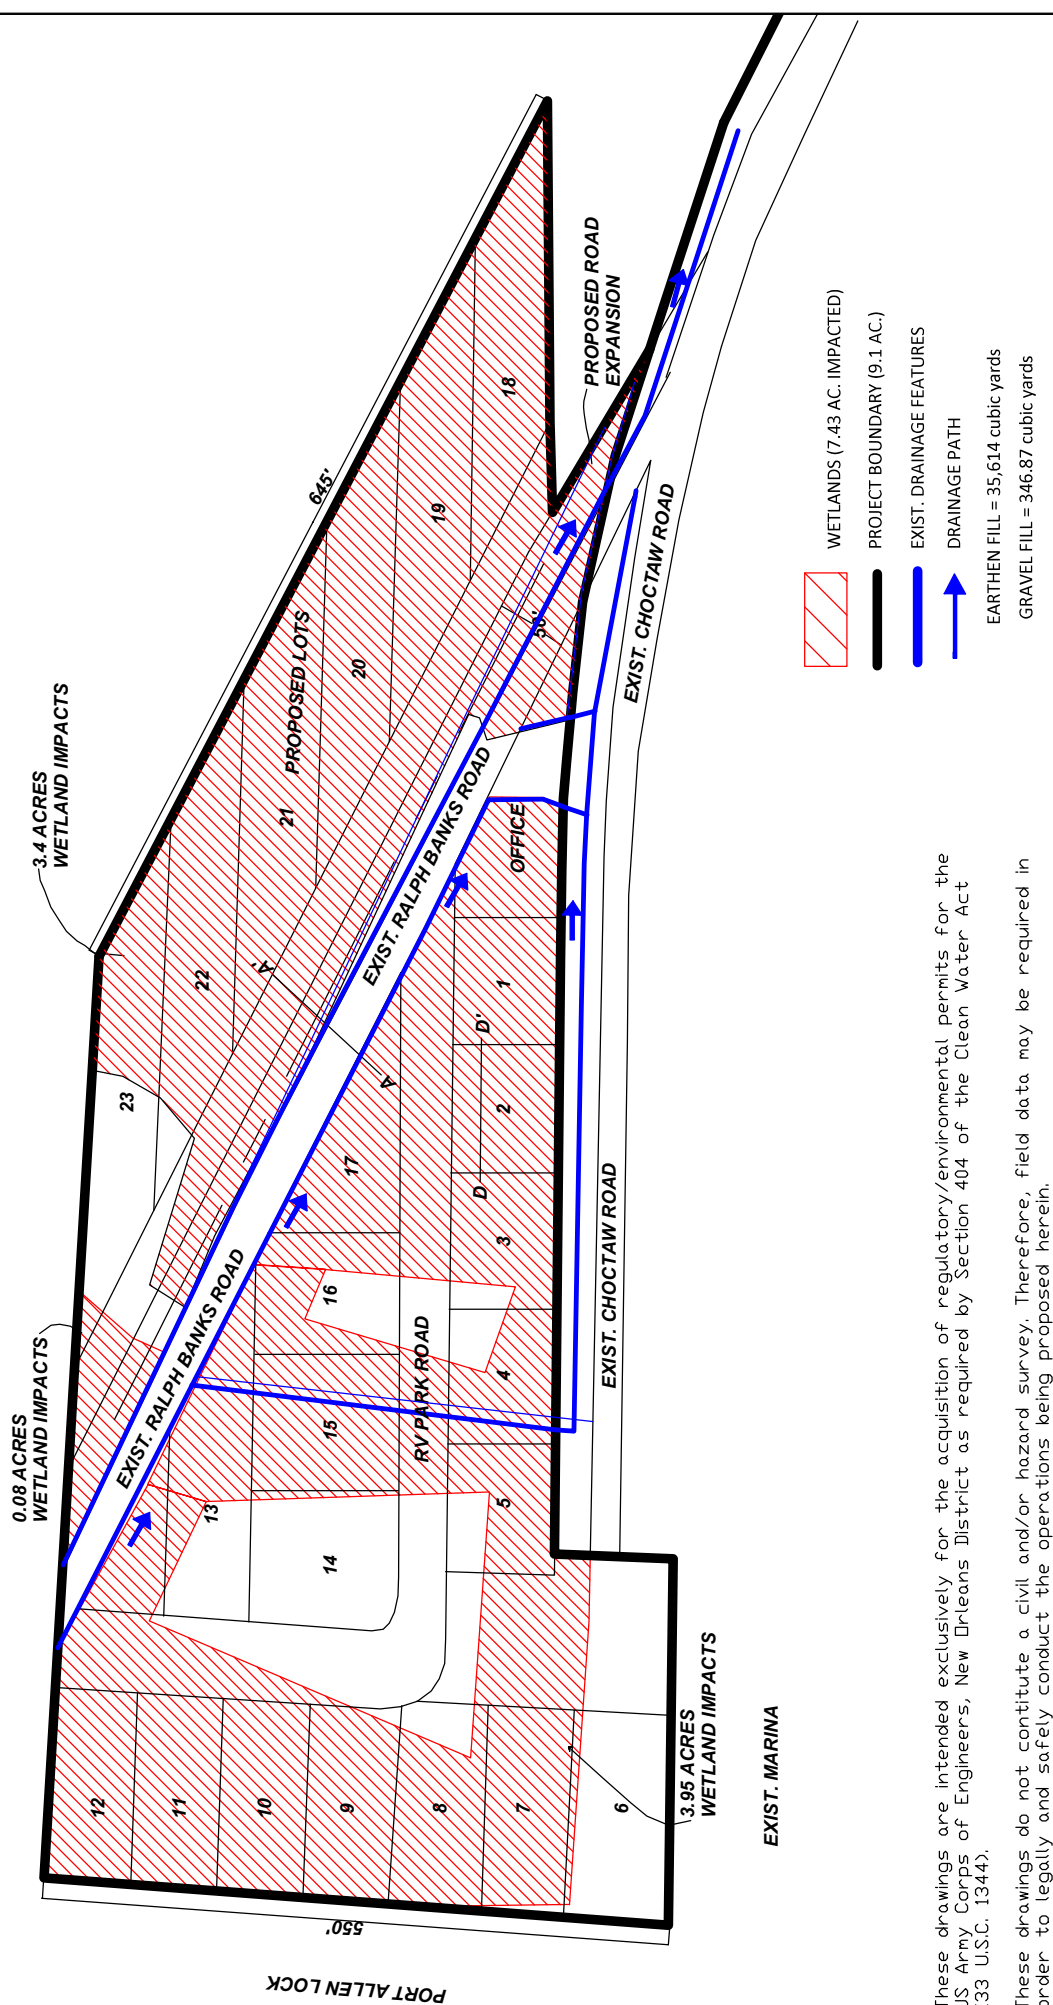 PORT ALLEN LOCK
550'
645'
0.08 ACRES
WETLAND IMPACTS
3.4 ACRES
WETLAND IMPACTS
3.95 ACRES
WETLAND IMPACTS
PROPOSED LOTS
PROPOSED ROAD
EXPANSION
EXIST. RALPH BANKS ROAD
EXIST. RALPH BANKS ROAD
RV PARK ROAD
OFFICE
50'
EXIST. CHOCTAW ROAD
EXIST. CHOCTAW ROAD
EXIST. MARINA
A
A'
D
D'
1
2
3
4
5
6
7
8
9
10
11
12
13
14
15
16
17
18
19
20
21
22
23
WETLANDS (7.43 AC. IMPACTED)
PROJECT BOUNDARY (9.1 AC.)
EXIST. DRAINAGE FEATURES
DRAINAGE PATH
EARTHEN FILL = 35,614 cubic yards
GRAVEL FILL = 346.87 cubic yards
These drawings are intended exclusively for the acquisition of regulatory/environmental permits for the
US Army Corps of Engineers, New Orleans District as required by Section 404 of the Clean Water Act
(33 U.S.C. 1344).
These drawings do not contitute a civil and/or hazard survey. Therefore, field data may be required in
order to legally and safely conduct the operations being proposed herein.